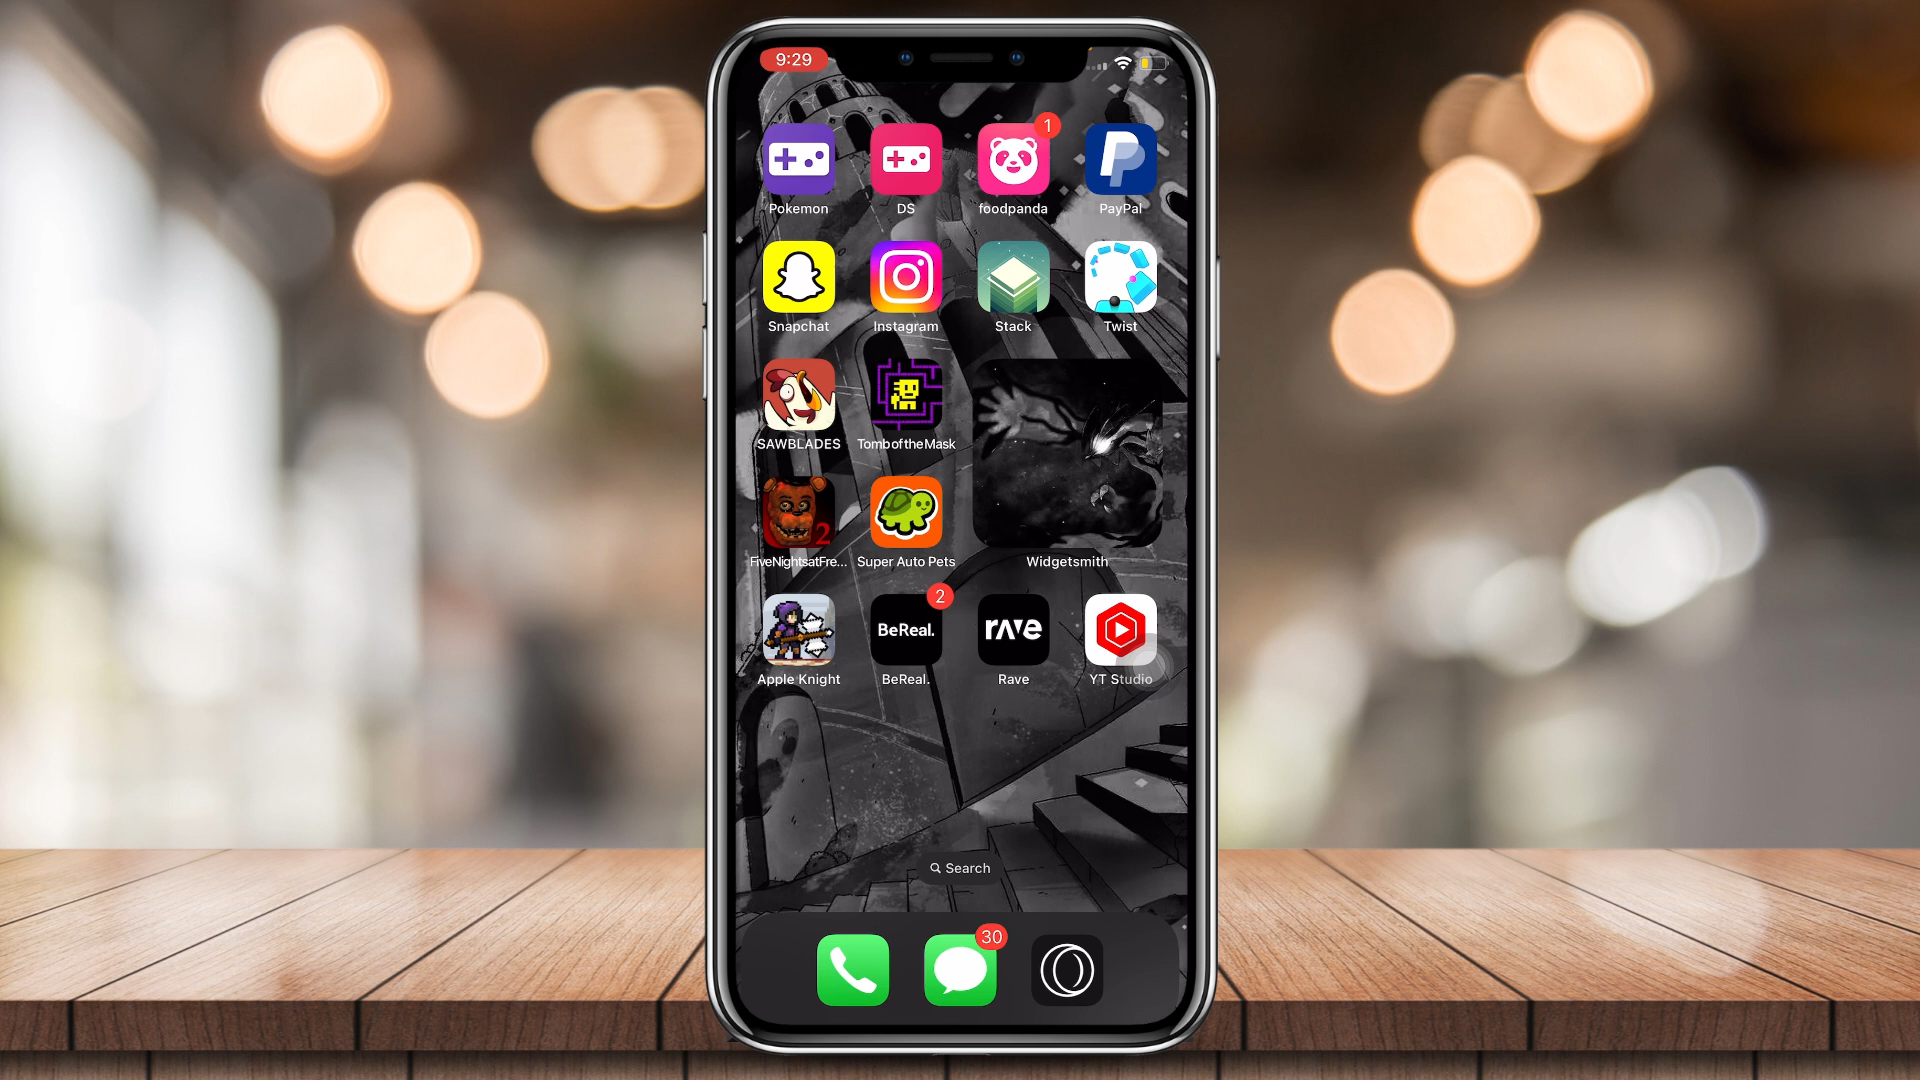 9:29
1
Pokemon
DS
foodpanda
PayPal
Snapchat
Instagram
Stack
Twist
SAWBLADES
TomboftheMask
2
FiveNightsatFre...
Super Auto Pets
Widgetsmith
2
BeReal.
rave
Apple Knight
BeReal.
Rave
YT Studio
Search
30